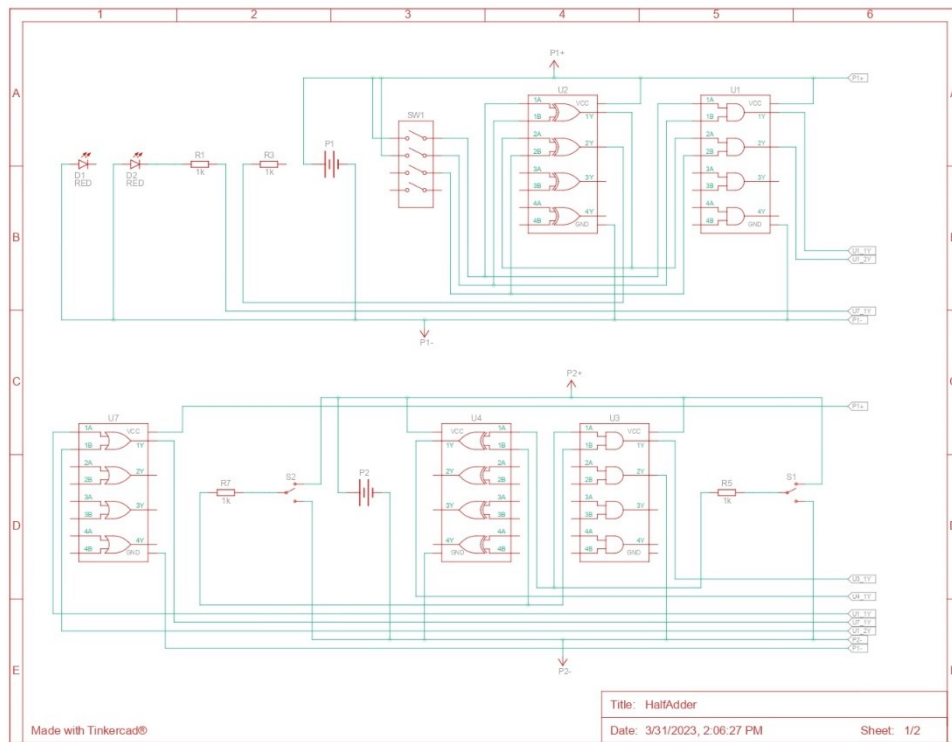 1 2 3 4 5 6
A
B
C
D
E
P1+
P1+
U2
U1
SW1
1A VCC 1B 1Y
2A 2Y 2B
3A 3Y 3B
4A 4Y 4B GND
1A VCC 1B 1Y
2A 2Y 2B
3A 3Y 3B
4A 4Y 4B GND
D1
RED
D2
RED
R1
1k
R3
1k
P1
U1_1Y
U1_2Y
U7_1Y
P1-
P1-
P2+
P1+
U7
U4
U3
1A VCC 1B 1Y
2A 2Y 2B
3A 3Y 3B
4A 4Y 4B GND
VCC 1A 1Y 1B
2A 2Y 2B
3A 3Y 3B
4A 4Y GND 4B
1A VCC 1B 1Y
2A 2Y 2B
3A 3Y 3B
4A 4Y 4B GND
R7
1k
S2
P2
R5
1k
S1
U3_1Y
U4_1Y
U1_1Y
U7_1Y
U1_2Y
P2-
P1-
P2-
Title: HalfAdder
Made with Tinkercad®
Date: 3/31/2023, 2:06:27 PM Sheet: 1/2